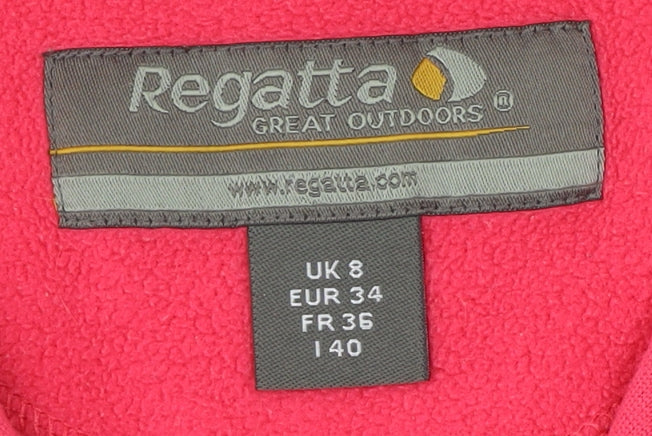 Regatta
GREAT OUTDOORS ®
www.regatta.com
UK 8
EUR 34
FR 36
I 40